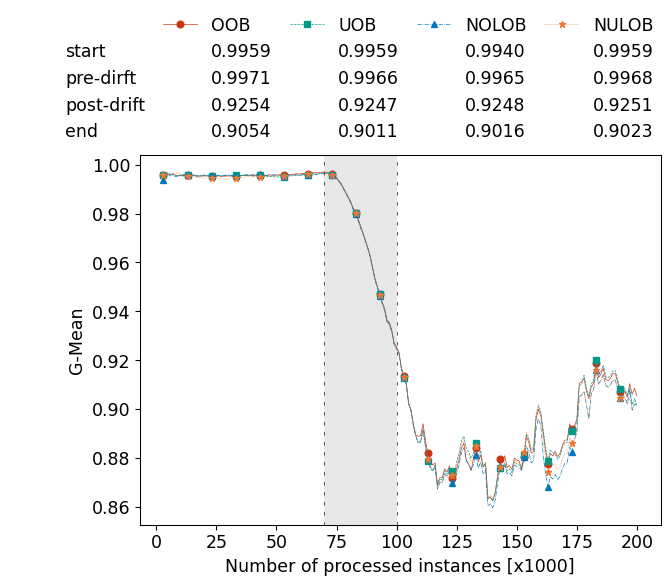 OOB UOB NOLOB NULOB
start 0.9959 0.9959 0.9940 0.9959
pre-dirft 0.9971 0.9966 0.9965 0.9968
post-drift 0.9254 0.9247 0.9248 0.9251
end 0.9054 0.9011 0.9016 0.9023
1.00
0.98
0.96
0.94
0.92
0.90
0.88
0.86
G-Mean
0 25 50 75 100 125 150 175 200
Number of processed instances [x1000]